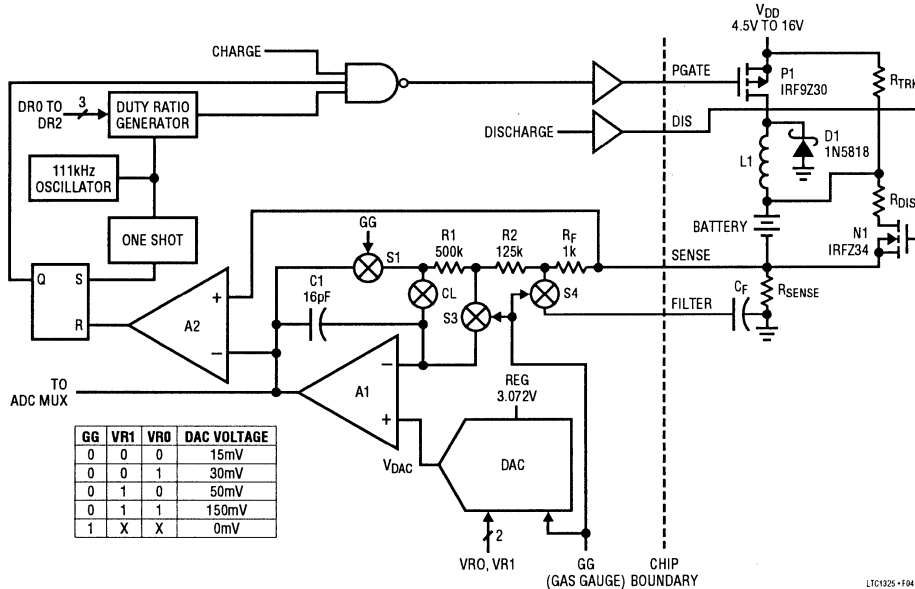 VDD
4.5V TO 16V
CHARGE
PGATE
P1
IRF9Z30
RTRK
DR0 TO
DR2
3
DUTY RATIO
GENERATOR
DISCHARGE
DIS
D1
1N5818
L1
111kHz
OSCILLATOR
ONE SHOT
RDIS
N1
IRFZ34
BATTERY
GG
S1
R1
500k
R2
125k
RF
1k
SENSE
Q
S
R
C1
16pF
CL
S3
S4
FILTER
CF
RSENSE
+
A2
−
TO
ADC MUX
−
A1
+
REG
3.072V
VDAC
DAC
GG VR1 VR0 DAC VOLTAGE
0 0 0 15mV
0 0 1 30mV
0 1 0 50mV
0 1 1 150mV
1 X X 0mV
2
VR0, VR1
GG
(GAS GAUGE)
CHIP
BOUNDARY
LTC1325 • F04